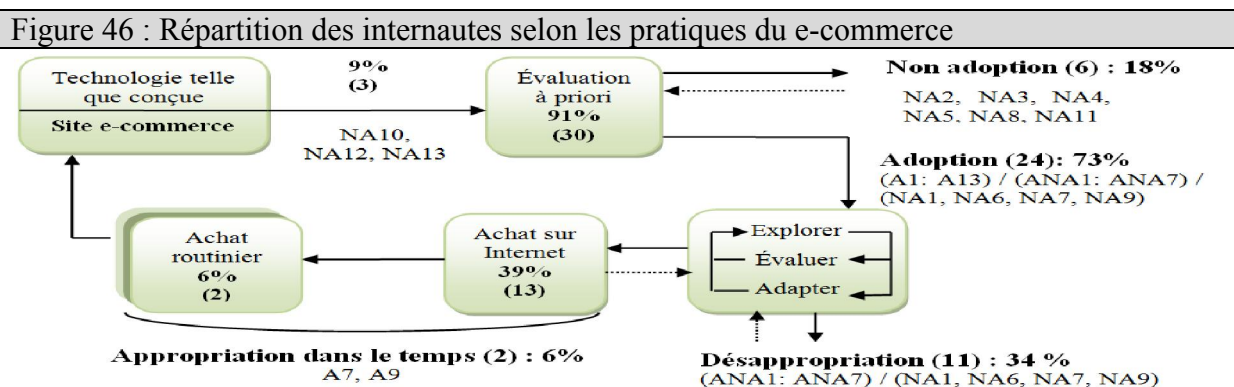 Figure 46 : Répartition des internautes selon les pratiques du e-commerce
Technologie telle
que conçue
Site e-commerce
9%
(3)
NA10,
NA12, NA13
Évaluation
à priori
91%
(30)
Non adoption (6) : 18%
NA2, NA3, NA4,
NA5, NA8, NA11
Adoption (24): 73%
(A1: A13) / (ANA1: ANA7) /
(NA1, NA6, NA7, NA9)
Achat
routinier
6%
(2)
Achat sur
Internet
39%
(13)
Explorer
Évaluer
Adapter
Appropriation dans le temps (2) : 6%
A7, A9
Désappropriation (11) : 34 %
(ANA1: ANA7) / (NA1, NA6, NA7, NA9)